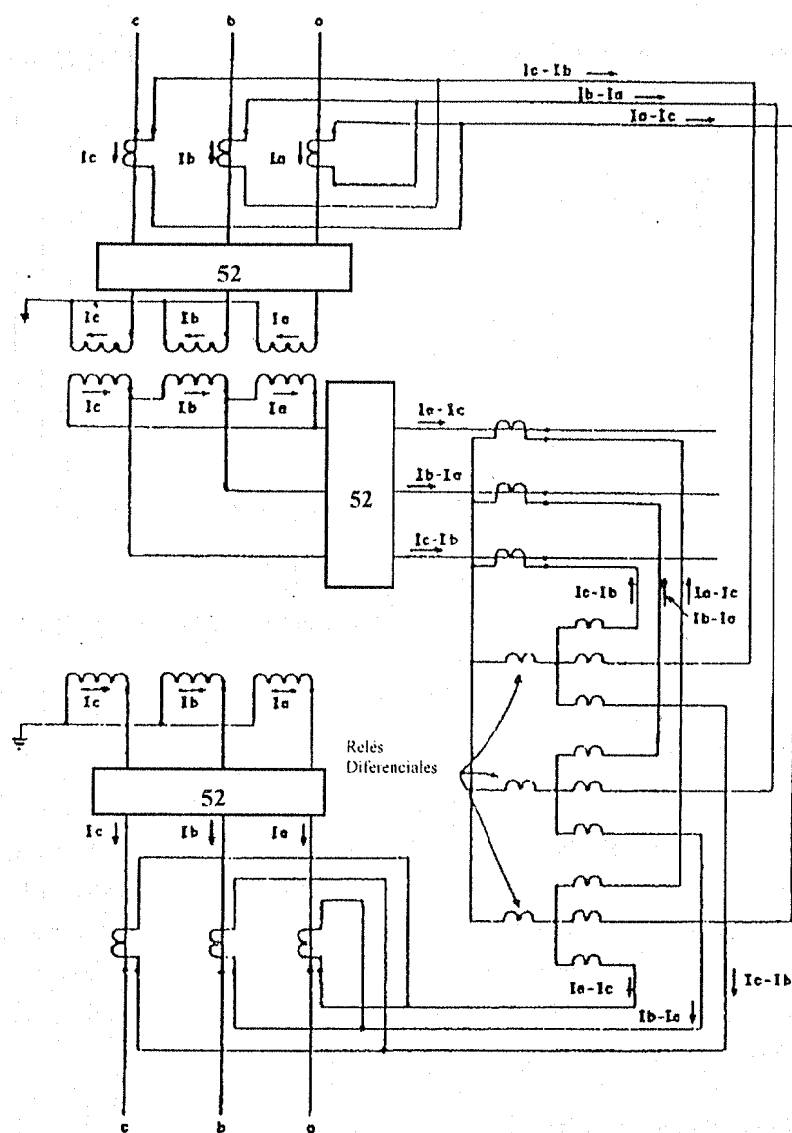 c b a
Ic-Ib
Ib-Ia
Ia-Ic
Ic Ib Ia
52
Ic Ib Ia
Ic Ib Ia
52
Ia-Ic
Ib-Ia
Ic-Ib
Ic-Ib Ia-Ic
Ib-Ia
Ic Ib Ia
Relés
Diferenciales
52
Ic Ib Ia
Ia-Ic
Ic-Ib
Ib-Ia
c b a